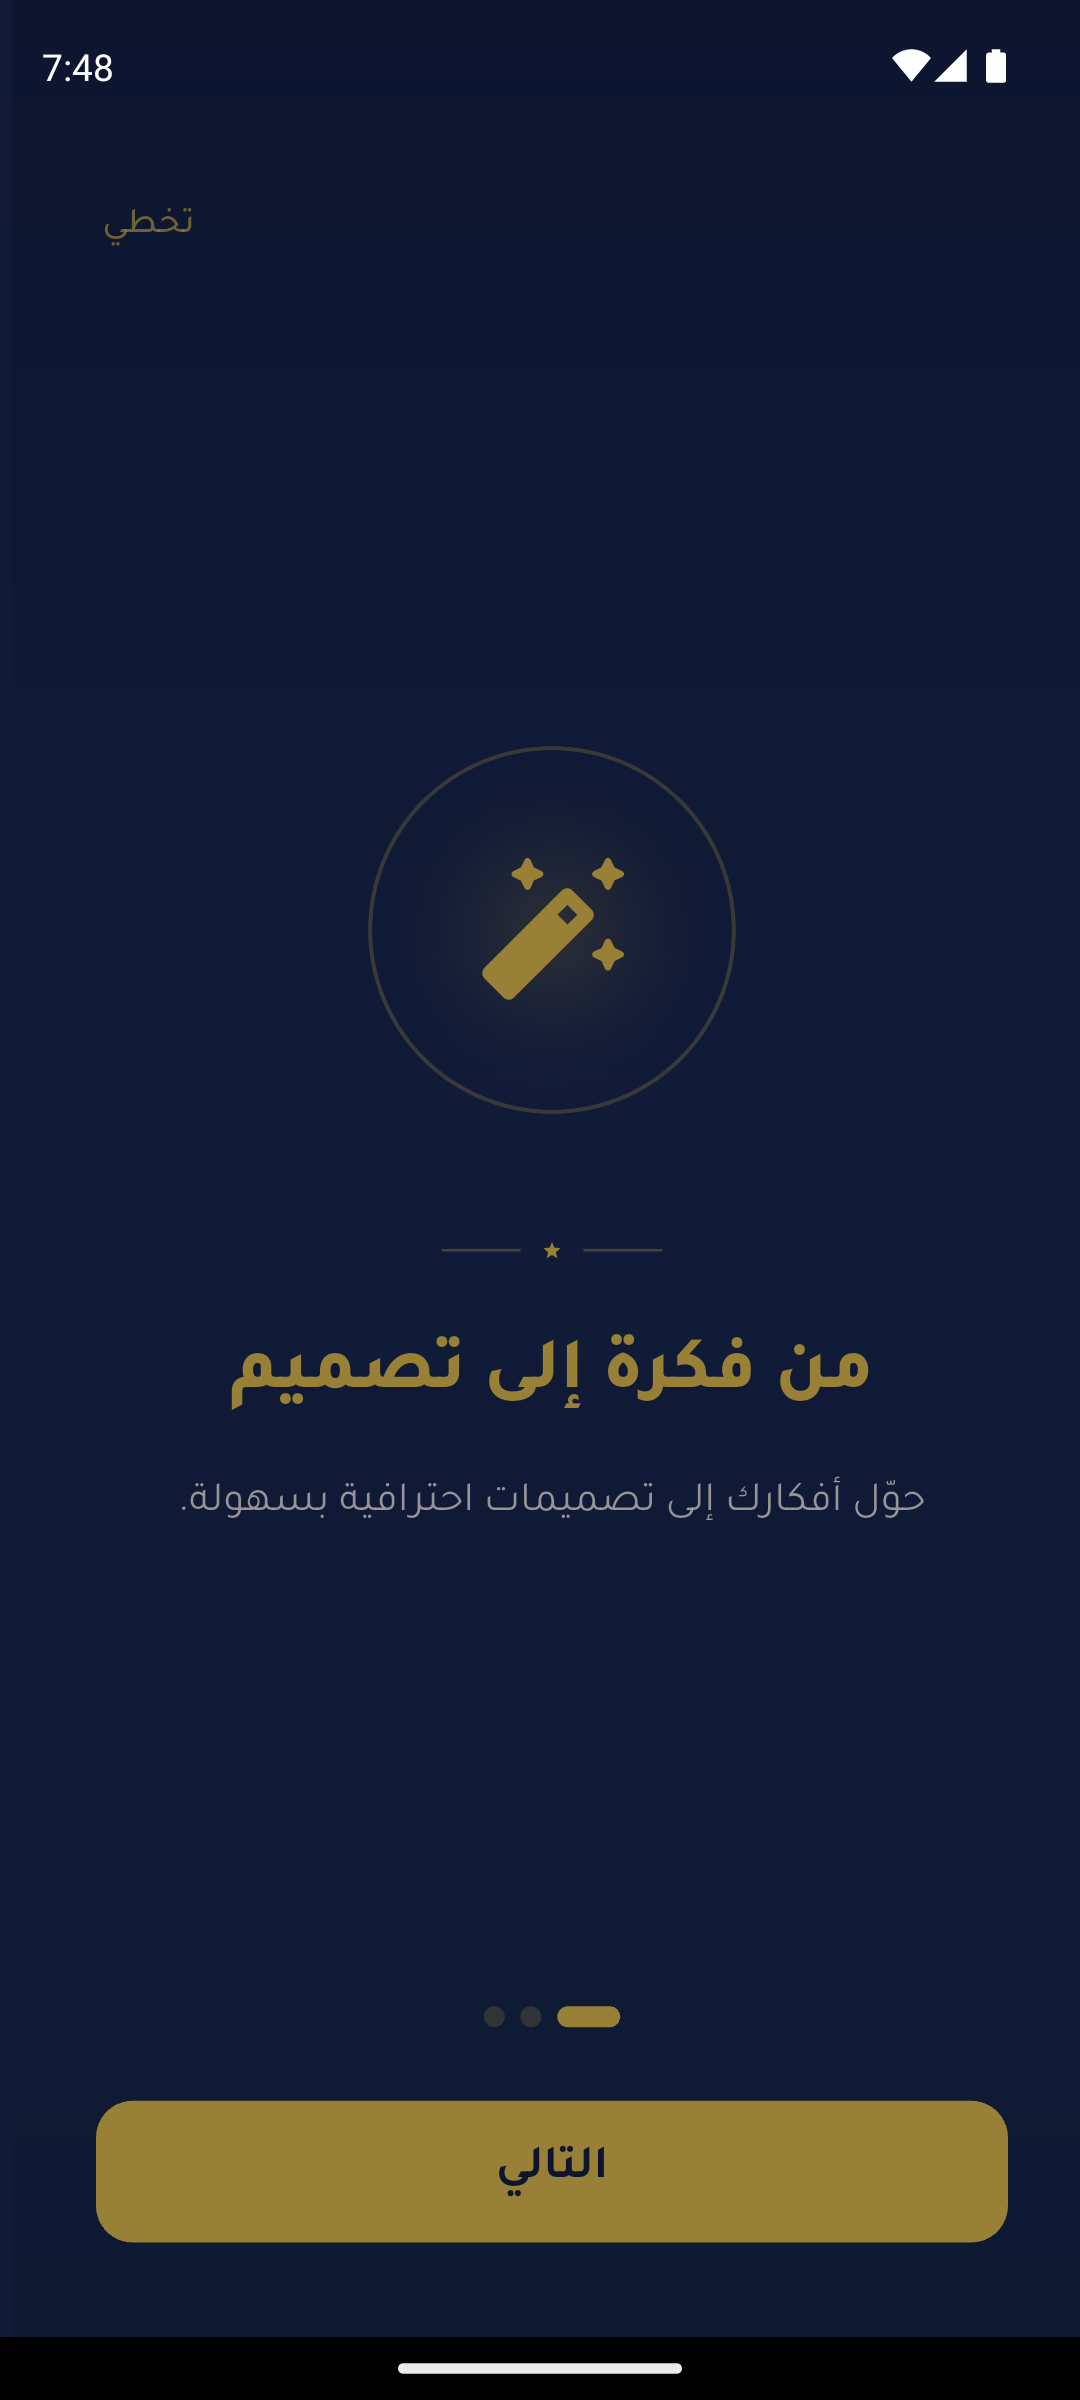 7:48
تخطي
من فكرة إلى تصميم
حوّل أفكارك إلى تصميمات احترافية بسهولة.
التالي